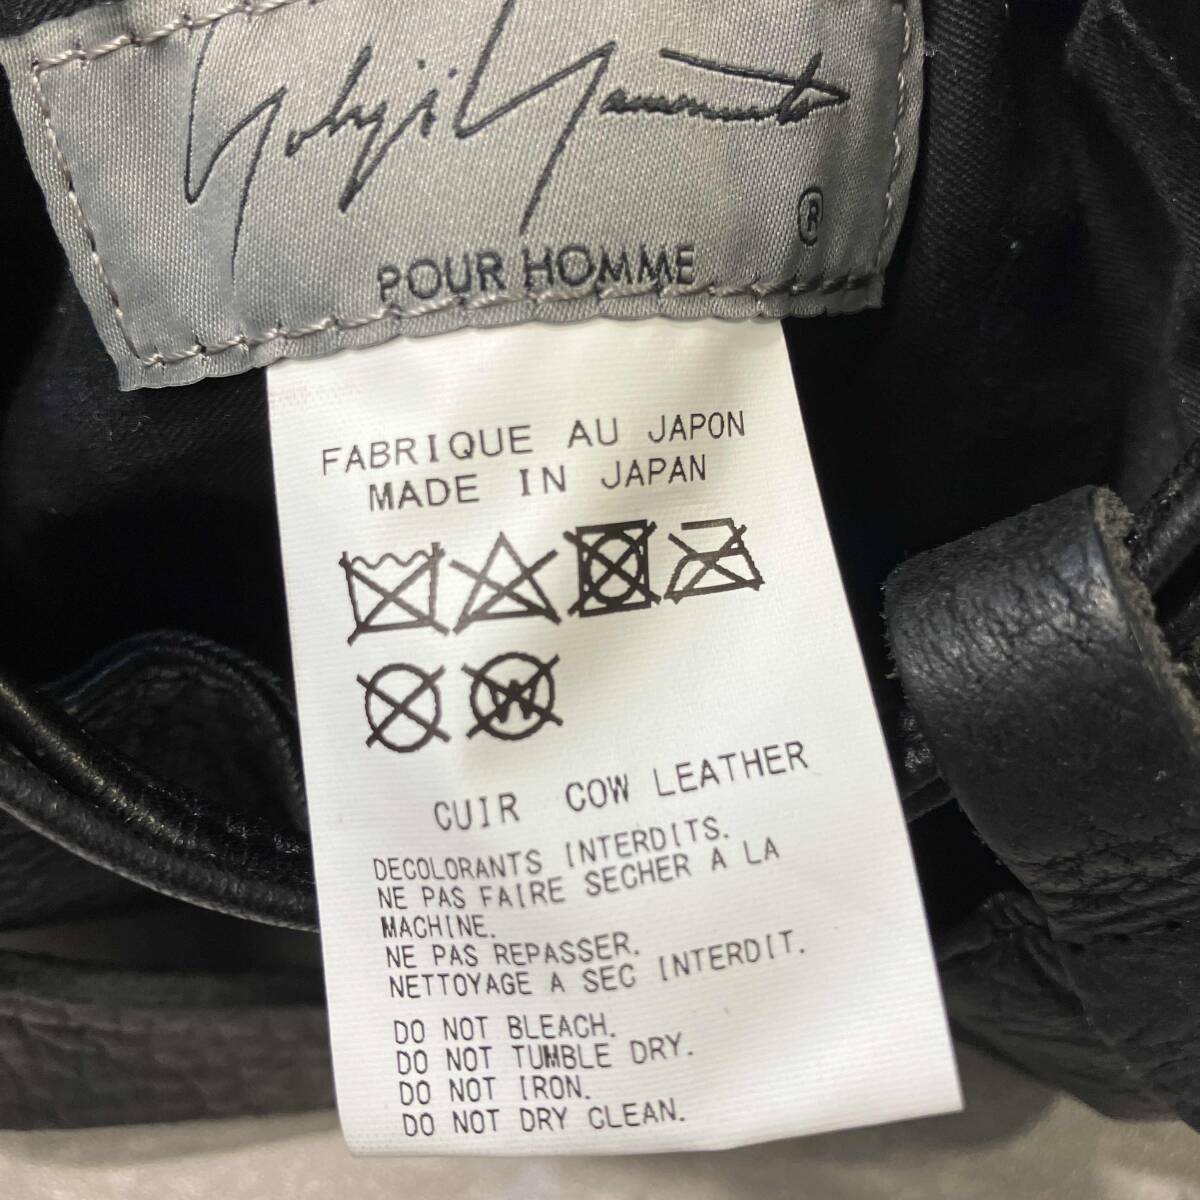 Yohji Yamamoto
®
POUR HOMME
FABRIQUE AU JAPON
MADE IN JAPAN
W
CUIR COW LEATHER
DECOLORANTS INTERDITS.
NE PAS FAIRE SECHER A LA
MACHINE.
NE PAS REPASSER.
NETTOYAGE A SEC INTERDIT.
DO NOT BLEACH.
DO NOT TUMBLE DRY.
DO NOT IRON.
DO NOT DRY CLEAN.